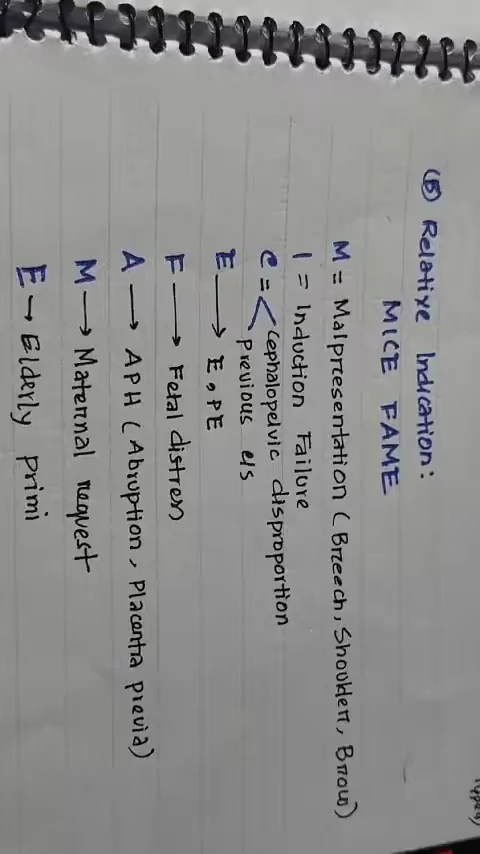 (B) Relative Indication:
MICE FAME
M = Malpresentation (Breech, Shoulder, Brow)
I = Induction Failure
C = < Cephalopelvic disproportion
previous c/s
E → E, PE
F → Fetal distress
A → APH (Abruption, Placenta previa)
M → Maternal request
E → Elderly primi